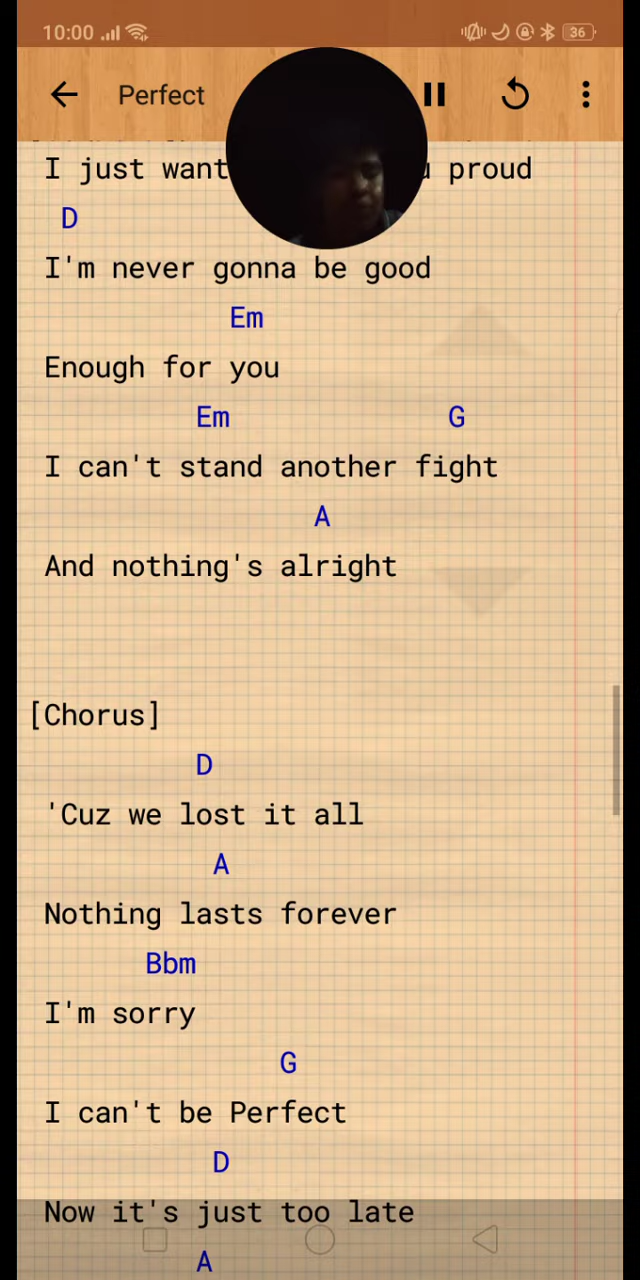 10:00 36
Perfect
I just want proud
D
I'm never gonna be good
Em
Enough for you
Em G
I can't stand another fight
A
And nothing's alright
[Chorus]
D
'Cuz we lost it all
A
Nothing lasts forever
Bbm
I'm sorry
G
I can't be Perfect
D
Now it's just too late
A